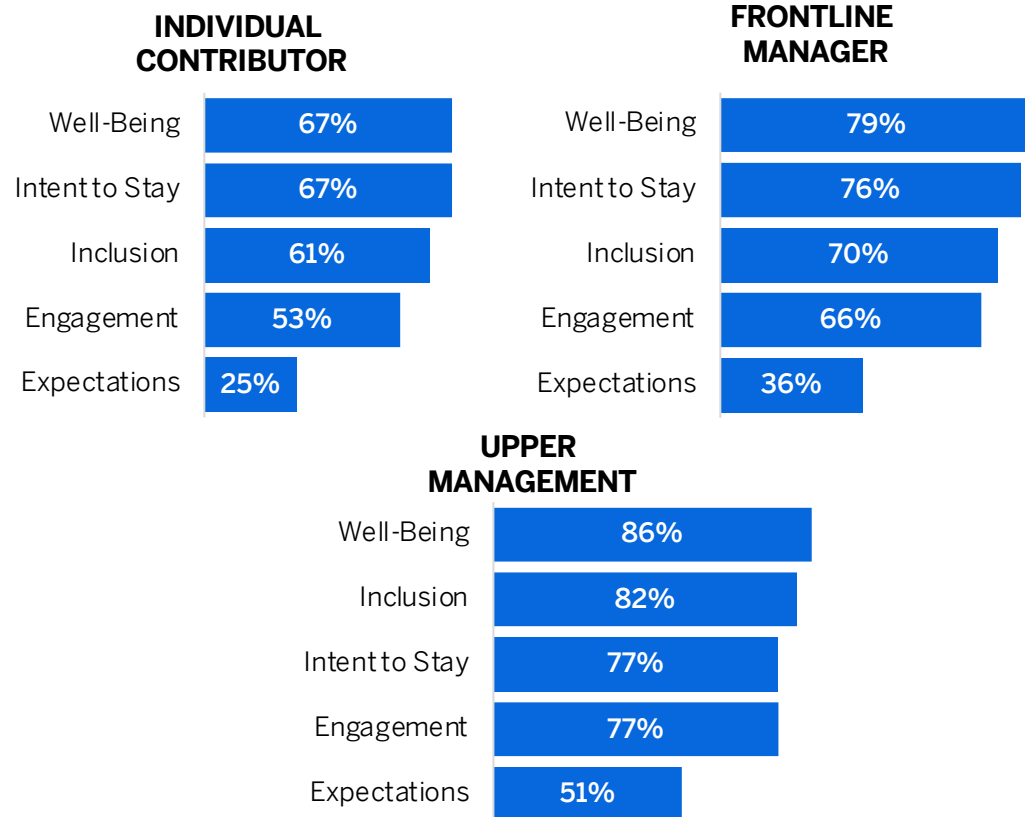 INDIVIDUAL
CONTRIBUTOR
Well-Being 67%
Intent to Stay 67%
Inclusion 61%
Engagement 53%
Expectations 25%
FRONTLINE
MANAGER
Well-Being 79%
Intent to Stay 76%
Inclusion 70%
Engagement 66%
Expectations 36%
UPPER
MANAGEMENT
Well-Being 86%
Inclusion 82%
Intent to Stay 77%
Engagement 77%
Expectations 51%